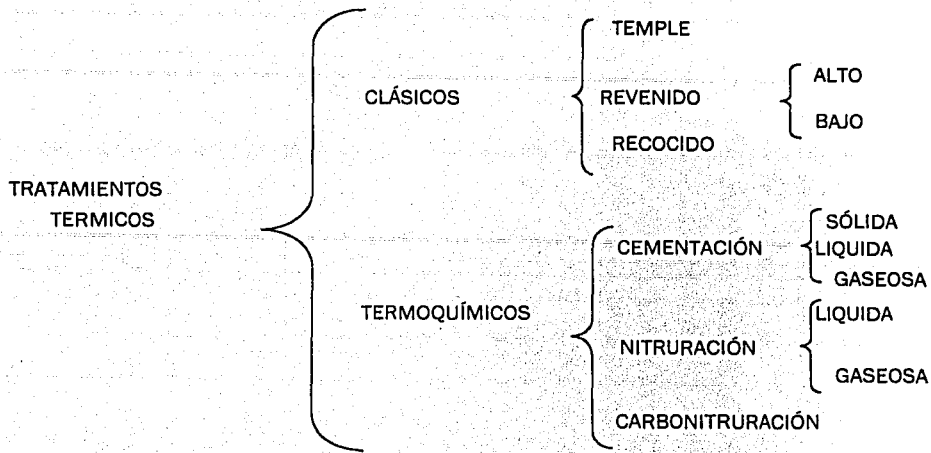 TRATAMIENTOS
TERMICOS
CLÁSICOS
TEMPLE
REVENIDO
ALTO
BAJO
RECOCIDO
TERMOQUÍMICOS
CEMENTACIÓN
SÓLIDA
LIQUIDA
GASEOSA
NITRURACIÓN
LIQUIDA
GASEOSA
CARBONITRURACIÓN